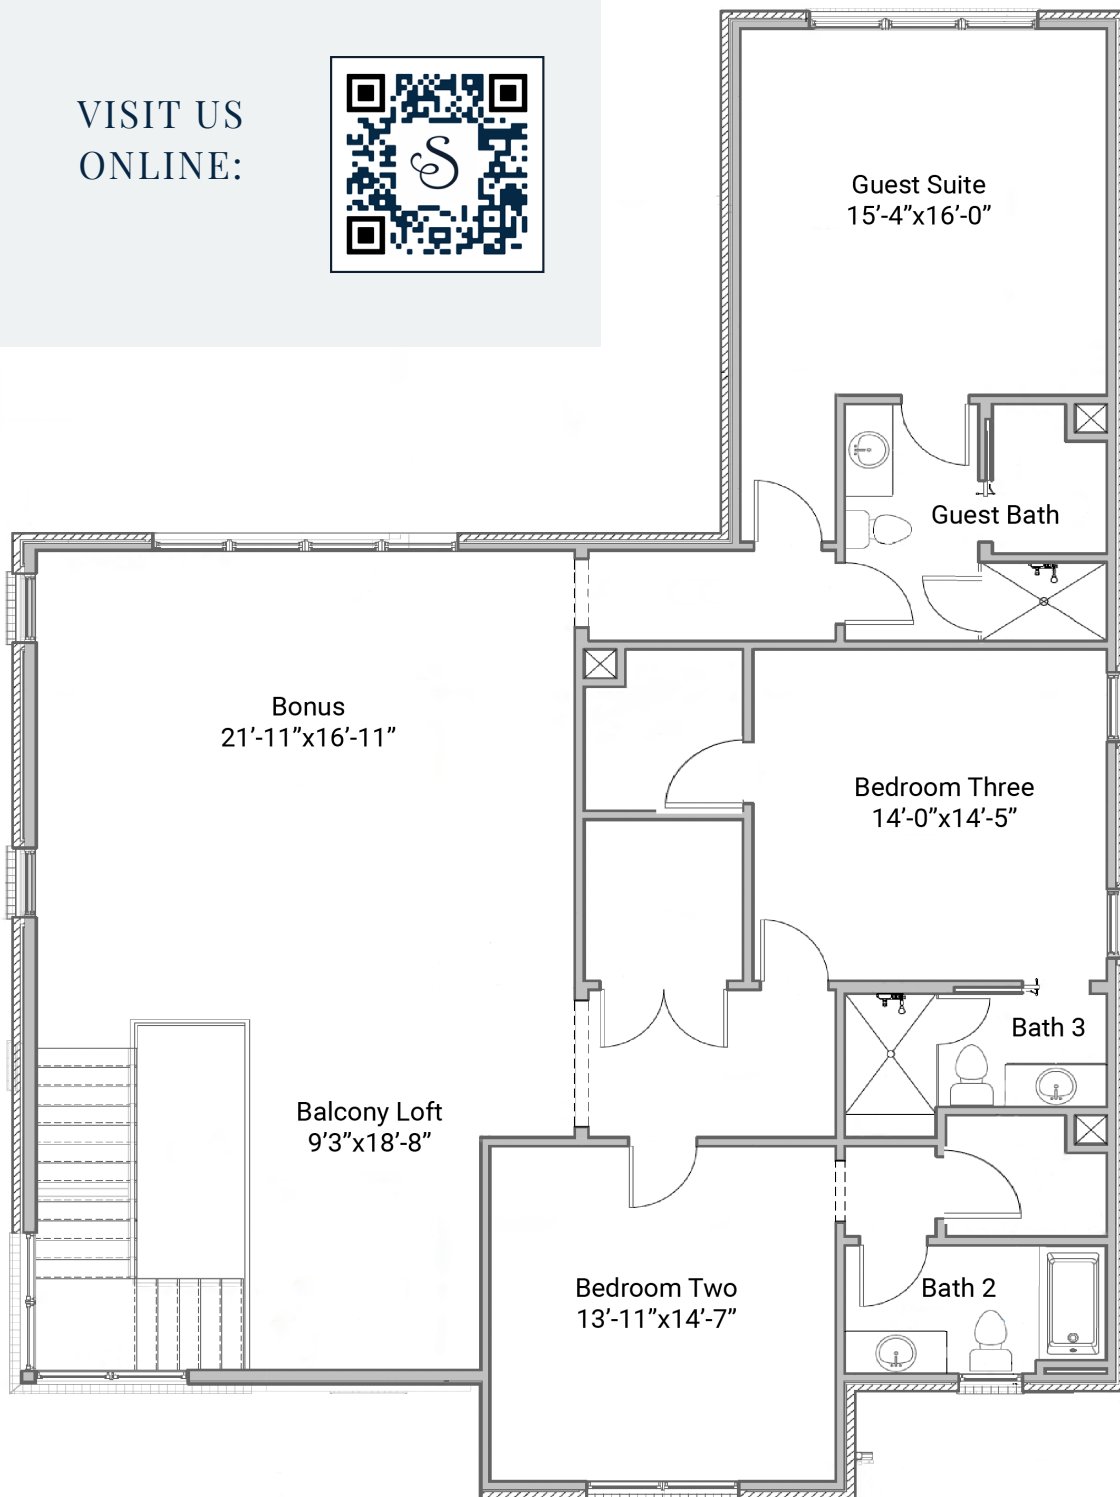 VISIT US
ONLINE:
S
Guest Suite
15’-4”x16’-0”
Guest Bath
Bonus
21’-11”x16’-11”
Bedroom Three
14’-0”x14’-5”
Bath 3
Balcony Loft
9’3”x18’-8”
Bedroom Two
13’-11”x14’-7”
Bath 2